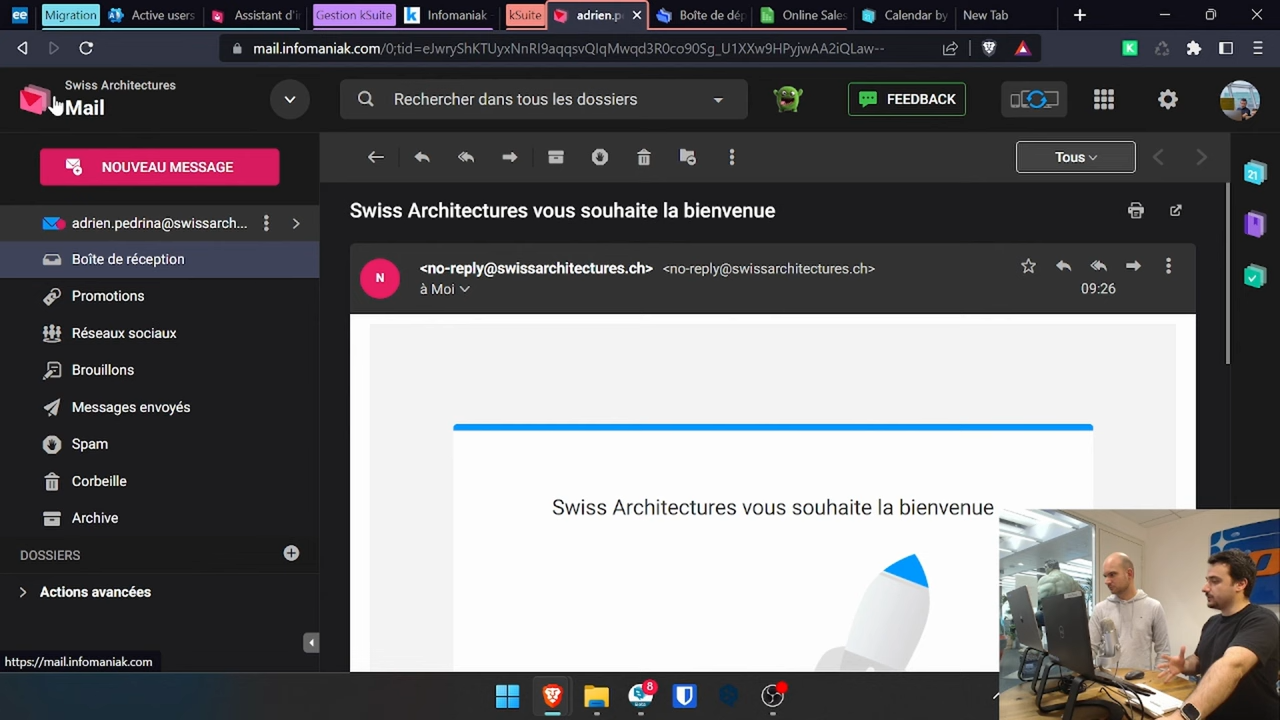 Migration
Active users
Assistant d'i
Gestion kSuite
Infomaniak
kSuite
adrien.pe
Boîte de dép
Online Sales
Calendar by
New Tab
mail.infomaniak.com/0;tid=eJwryShKTUyxNnRI9aqqsvQIqMwqd3R0co90Sg_U1XXw9HPyjwAA2iQLaw--
Swiss Architectures
Mail
Rechercher dans tous les dossiers
FEEDBACK
NOUVEAU MESSAGE
Tous
adrien.pedrina@swissarch...
Boîte de réception
Promotions
Réseaux sociaux
Brouillons
Messages envoyés
Spam
Corbeille
Archive
DOSSIERS
Actions avancées
Swiss Architectures vous souhaite la bienvenue
N
<no-reply@swissarchitectures.ch> <no-reply@swissarchitectures.ch>
à Moi
09:26
21
Swiss Architectures vous souhaite la bienvenue
https://mail.infomaniak.com
8